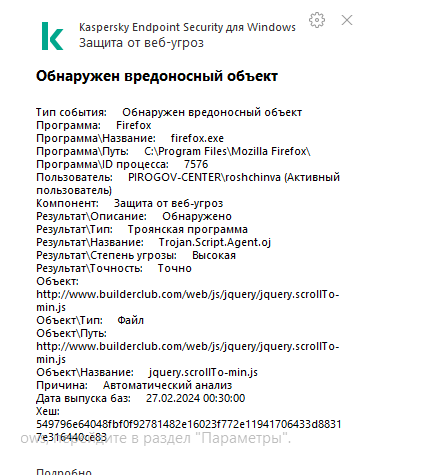 Kaspersky Endpoint Security для Windows
Защита от веб-угроз
Обнаружен вредоносный объект
Тип события: Обнаружен вредоносный объект
Программа: Firefox
Программа\Название: firefox.exe
Программа\Путь: C:\Program Files\Mozilla Firefox\
Программа\ID процесса: 7576
Пользователь: PIROGOV-CENTER\roshchinva (Активный
пользователь)
Компонент: Защита от веб-угроз
Результат\Описание: Обнаружено
Результат\Тип: Троянская программа
Результат\Название: Trojan.Script.Agent.oj
Результат\Степень угрозы: Высокая
Результат\Точность: Точно
Объект:
http://www.builderclub.com/web/js/jquery/jquery.scrollTo-
min.js
Объект\Тип: Файл
Объект\Путь:
http://www.builderclub.com/web/js/jquery/jquery.scrollTo-
min.js
Объект\Название: jquery.scrollTo-min.js
Причина: Автоматический анализ
Дата выпуска баз: 27.02.2024 00:30:00
Хеш:
549796e64048fbf0f92781482e16023f772e11941706433d8831
7e316440ce83
ows, перейдите в раздел "Параметры".
Подробно